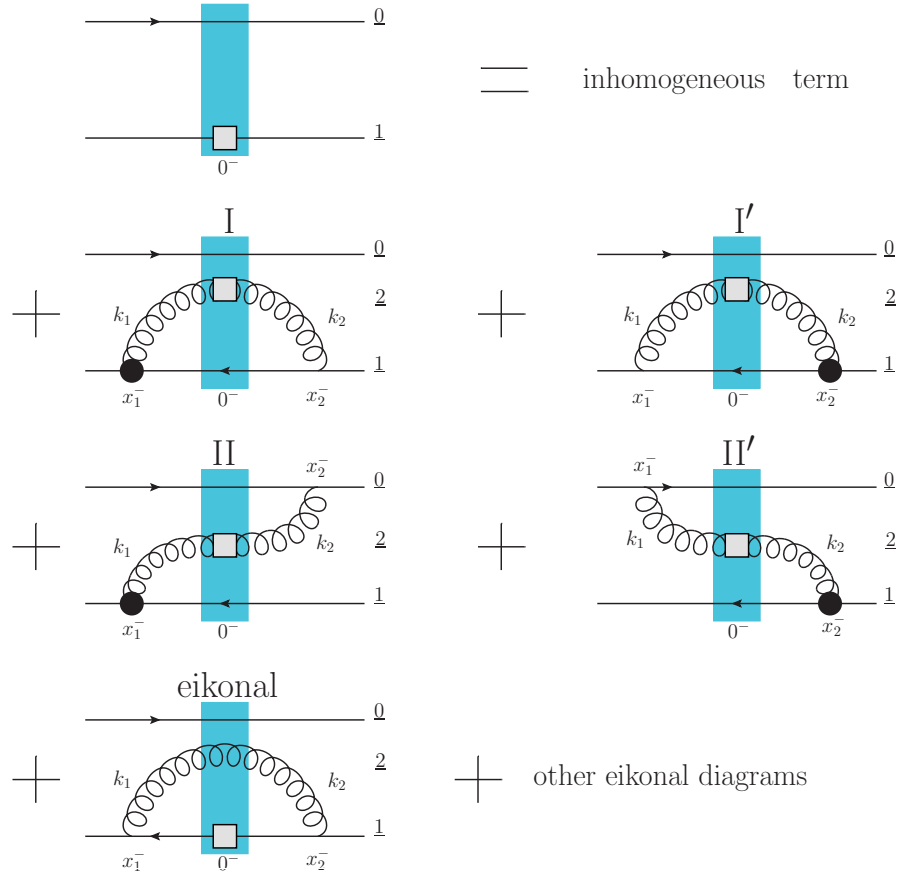 0
1
0⁻
= inhomogeneous term
I
0
+ k₁ 2 k₂
1
x₁⁻ 0⁻ x₂⁻
I′
0
+ k₁ 2 k₂
1
x₁⁻ 0⁻ x₂⁻
II
x₂⁻ 0
+ k₁ 2 k₂
1
x₁⁻ 0⁻
II′
x₁⁻ 0
+ k₁ 2 k₂
1
0⁻ x₂⁻
eikonal
0
+ k₁ 2 k₂
1
x₁⁻ 0⁻ x₂⁻
+ other eikonal diagrams